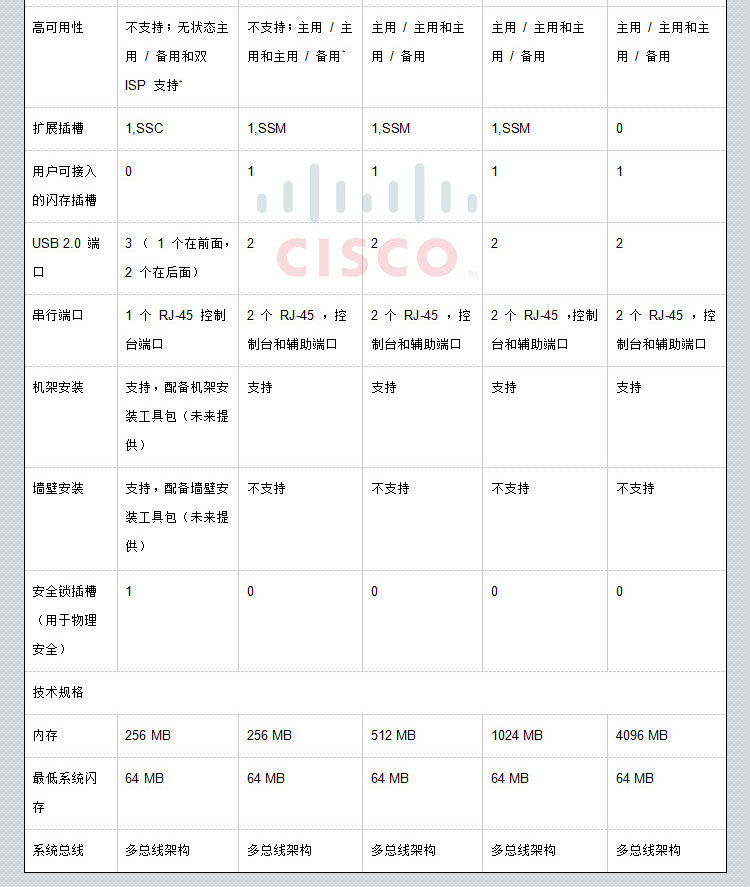 高可用性
不支持；无状态主
用 / 备用和双
ISP 支持^
不支持；主用 / 主
用和主用 / 备用^
主用 / 主用和主
用 / 备用
主用 / 主用和主
用 / 备用
主用 / 主用和主
用 / 备用
扩展插槽
1,SSC
1,SSM
1,SSM
1,SSM
0
用户可接入
的闪存插槽
0
1
1
1
1
USB 2.0 端
口
3 （ 1 个在前面，
2 个在后面）
2
2
2
2
CISCO
TM
串行端口
1 个 RJ-45 控制
台端口
2 个 RJ-45 ，控
制台和辅助端口
2 个 RJ-45 ，控
制台和辅助端口
2 个 RJ-45 ，控制
台和辅助端口
2 个 RJ-45 ，控
制台和辅助端口
机架安装
支持，配备机架安
装工具包（未来提
供）
支持
支持
支持
支持
墙壁安装
支持，配备墙壁安
装工具包（未来提
供）
不支持
不支持
不支持
不支持
安全锁插槽
（用于物理
安全）
1
0
0
0
0
技术规格
内存
256 MB
256 MB
512 MB
1024 MB
4096 MB
最低系统闪
存
64 MB
64 MB
64 MB
64 MB
64 MB
系统总线
多总线架构
多总线架构
多总线架构
多总线架构
多总线架构